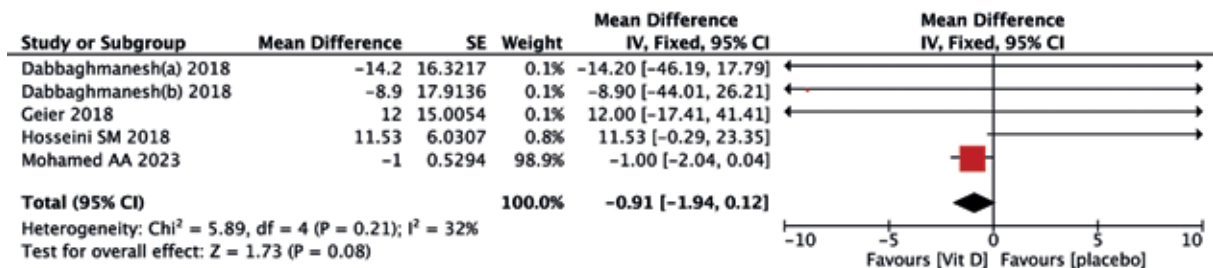 Mean Difference Mean Difference
Study or Subgroup Mean Difference SE Weight IV, Fixed, 95% CI IV, Fixed, 95% CI
Dabbaghmanesh(a) 2018 −14.2 16.3217 0.1% −14.20 [−46.19, 17.79]
Dabbaghmanesh(b) 2018 −8.9 17.9136 0.1% −8.90 [−44.01, 26.21]
Geier 2018 12 15.0054 0.1% 12.00 [−17.41, 41.41]
Hosseini SM 2018 11.53 6.0307 0.8% 11.53 [−0.29, 23.35]
Mohamed AA 2023 −1 0.5294 98.9% −1.00 [−2.04, 0.04]
Total (95% CI) 100.0% −0.91 [−1.94, 0.12]
Heterogeneity: Chi² = 5.89, df = 4 (P = 0.21); I² = 32%
Test for overall effect: Z = 1.73 (P = 0.08)
−10 −5 0 5 10
Favours [Vit D] Favours [placebo]